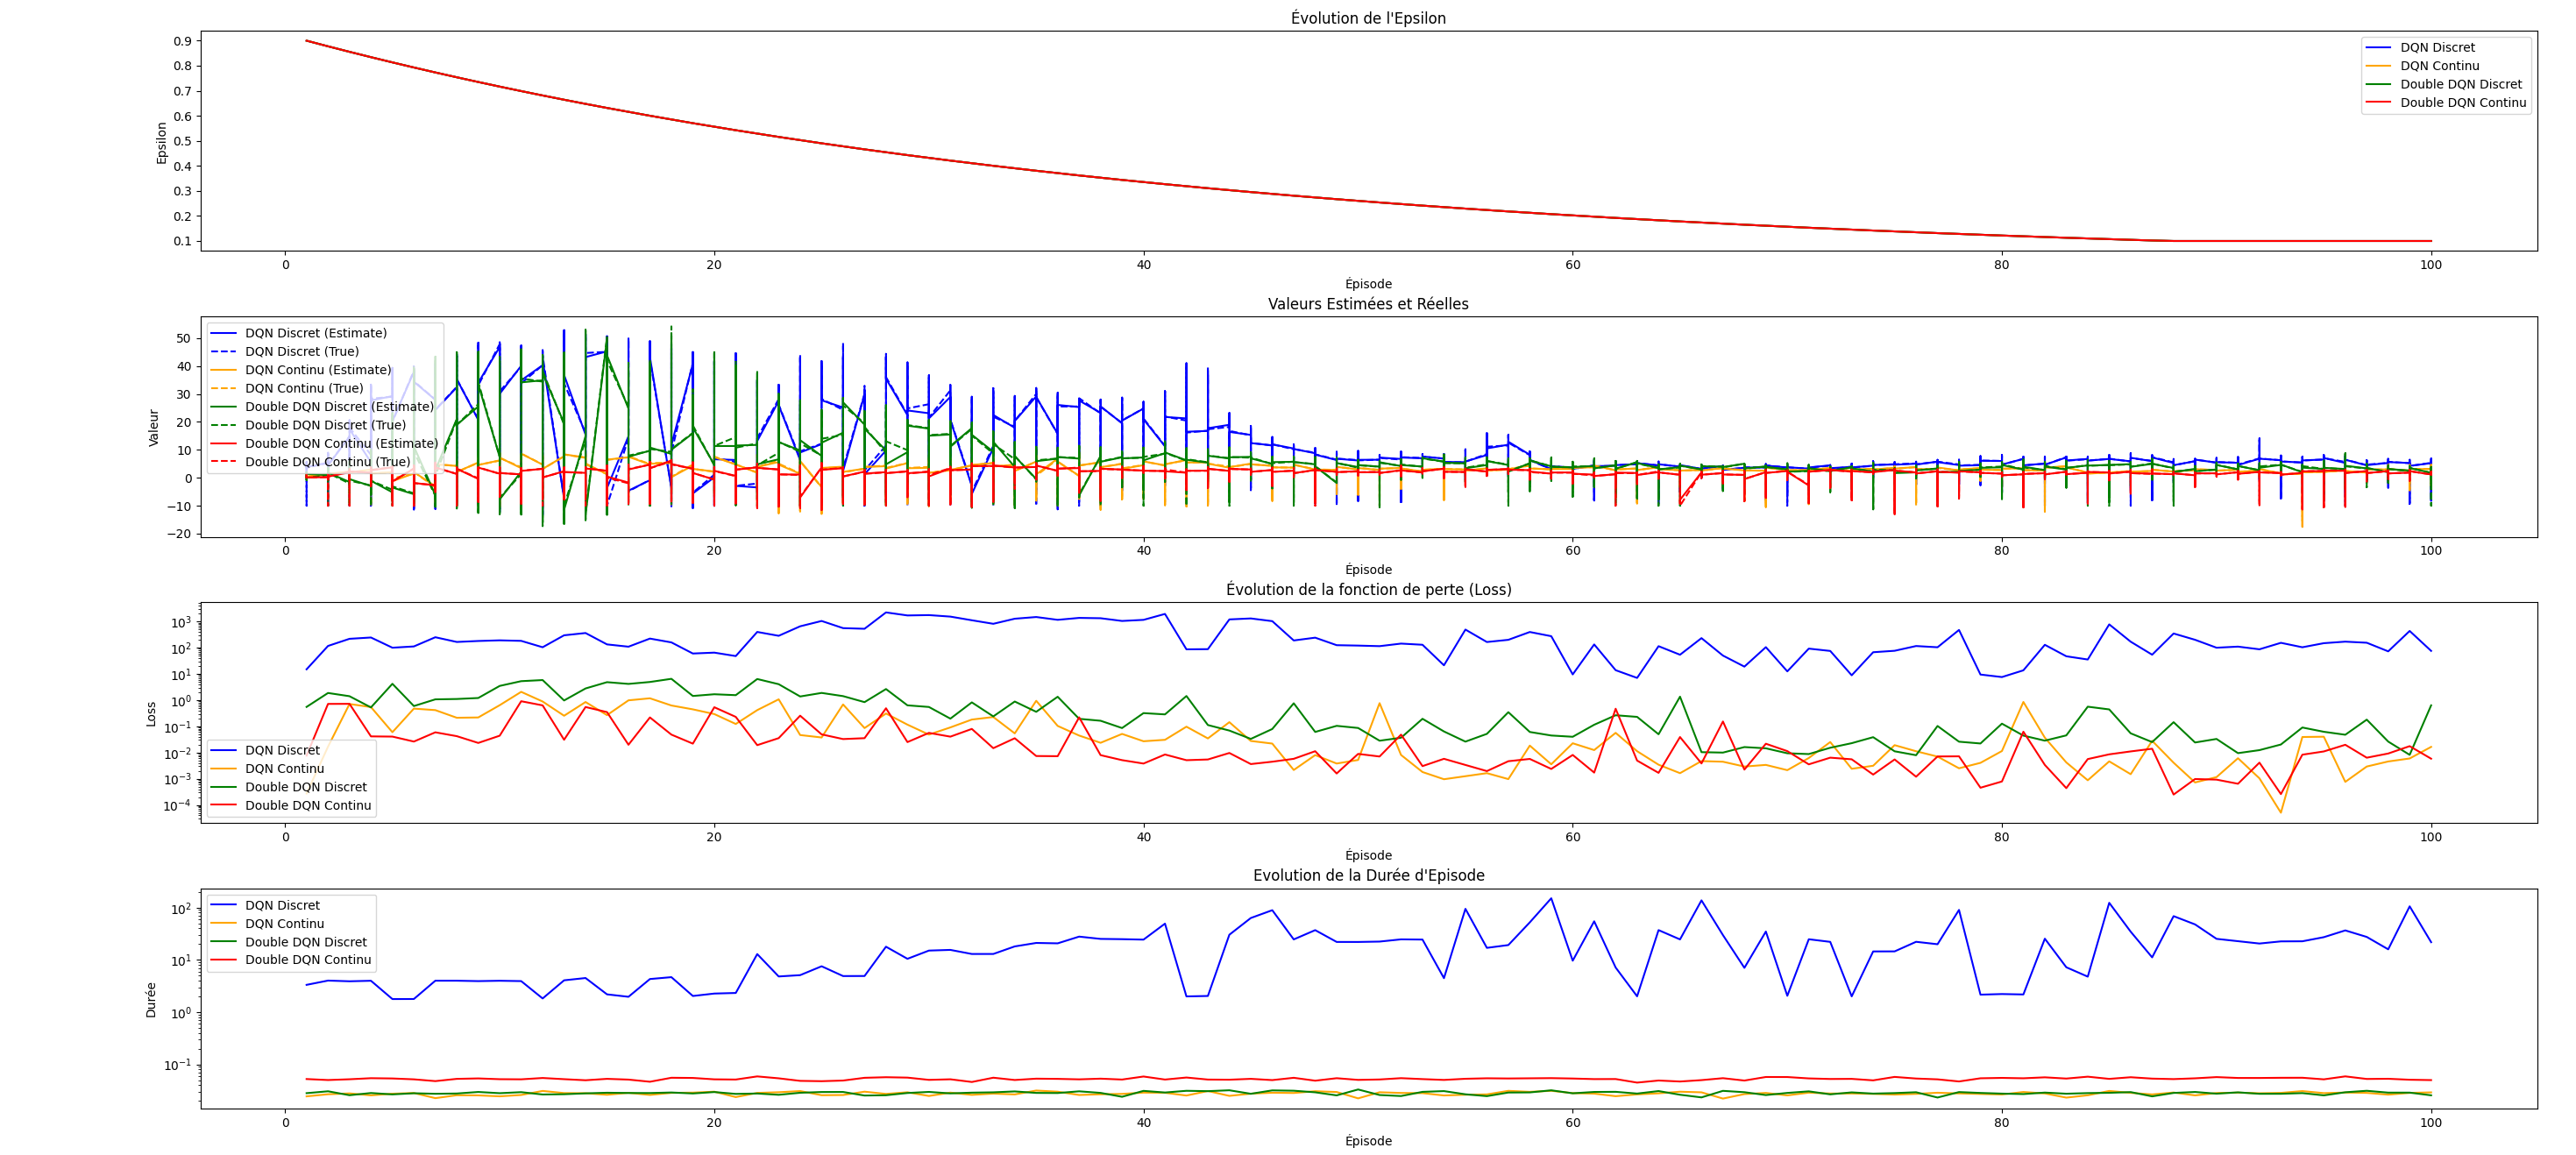 Évolution de l'Epsilon
Epsilon
0.9
0.8
0.7
0.6
0.5
0.4
0.3
0.2
0.1
DQN Discret
DQN Continu
Double DQN Discret
Double DQN Continu
0 20 40 60 80 100
Épisode
Valeurs Estimées et Réelles
Valeur
50
40
30
20
10
0
−10
−20
DQN Discret (Estimate)
DQN Discret (True)
DQN Continu (Estimate)
DQN Continu (True)
Double DQN Discret (Estimate)
Double DQN Discret (True)
Double DQN Continu (Estimate)
Double DQN Continu (True)
0 20 40 60 80 100
Épisode
Évolution de la fonction de perte (Loss)
Loss
10³
10²
10¹
10⁰
10⁻¹
10⁻²
10⁻³
10⁻⁴
DQN Discret
DQN Continu
Double DQN Discret
Double DQN Continu
0 20 40 60 80 100
Épisode
Evolution de la Durée d'Episode
Durée
10²
10¹
10⁰
10⁻¹
DQN Discret
DQN Continu
Double DQN Discret
Double DQN Continu
0 20 40 60 80 100
Épisode